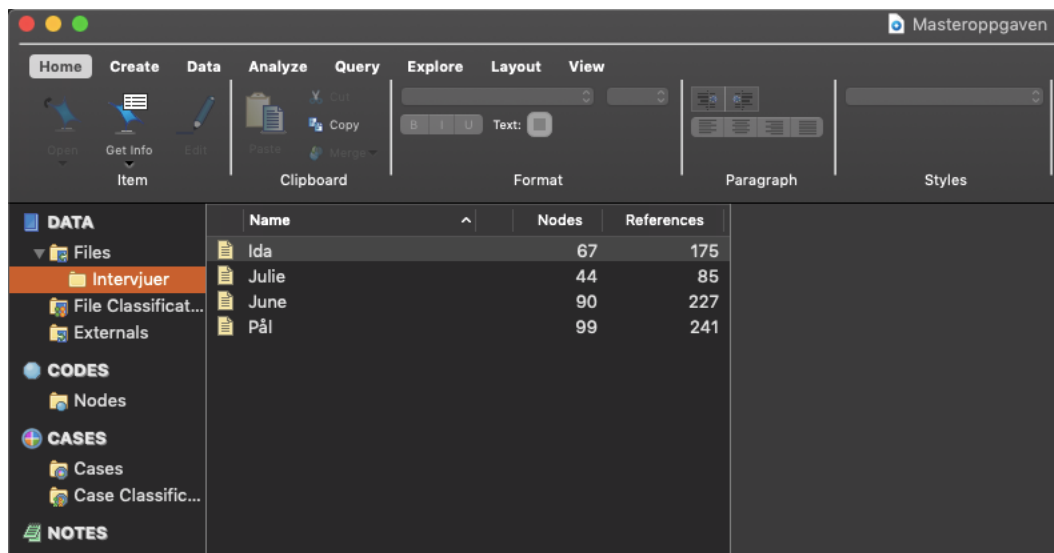 Masteroppgaven
Home Create Data Analyze Query Explore Layout View
Open Get Info Edit Paste Cut Copy Merge B I U Text:
Item Clipboard Format Paragraph Styles
DATA
Files
Intervjuer
File Classificat...
Externals
CODES
Nodes
CASES
Cases
Case Classific...
NOTES
Name Nodes References
Ida 67 175
Julie 44 85
June 90 227
Pål 99 241